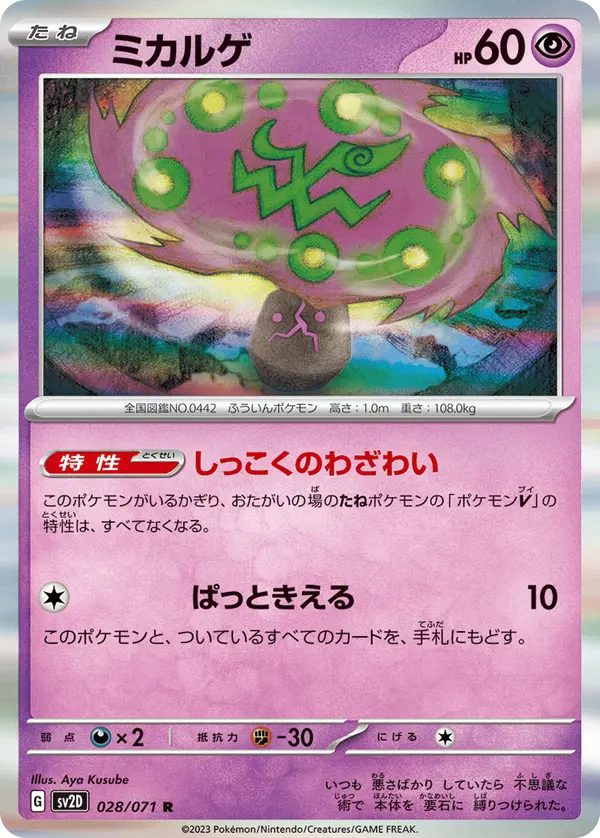 たね ミカルゲ HP60
全国図鑑NO.0442 ふういんポケモン 高さ：1.0m 重さ：108.0kg
特性 とくせい しっこくのわざわい
このポケモンがいるかぎり、おたがいの場のたねポケモンの「ポケモンV」の
特性は、すべてなくなる。
ぱっときえる 10
このポケモンと、ついているすべてのカードを、手札にもどす。
弱点 ×2 抵抗力 -30 にげる
Illus. Aya Kusube
G sv2D 028/071 R
いつも 悪さばかり していたら 不思議な
術で 本体を 要石に 縛りつけられた。
©2023 Pokémon/Nintendo/Creatures/GAME FREAK.